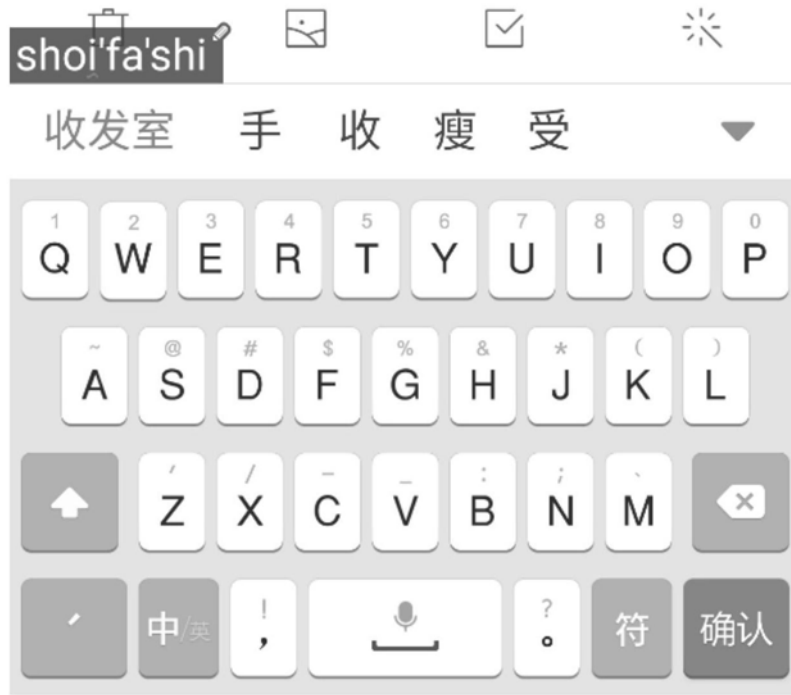 shoi'fa'shi
收发室 手 收 瘦 受
1 2 3 4 5 6 7 8 9 0
Q W E R T Y U I O P
~ @ # $ % & * ( )
A S D F G H J K L
′ / – _ : ; `
Z X C V B N M
! ?
′ 中/英 , 。 符 确认